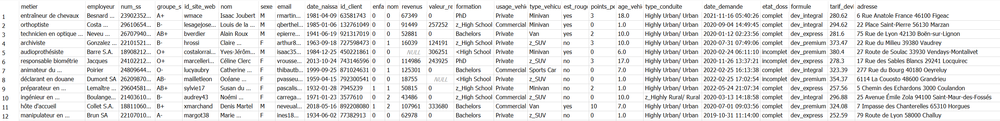 metier employeur num_ss groupe_s id_site_web nom sexe email date_naissa id_client enfa nom revenus valeur_re formation usage_vehi type_vehicu est_rouge points_pe age_vehi type_conduite date_demande etat_doss formule tarif_devi adresse
1 entraîneur de chevaux Besnard ... 23902352... A+ wmace Isaac Joubert M rmartin... 1981-04-09 63581743 0 0 67349 0 PhD Private Minivan yes 3 18.0 Highly Urban/ Urban 2021-11-16 05:40:26 complet dev_integral 280.62 6 Rue Anatole France 46100 Figeac
2 orthoptiste Costa ... 29610654... B- lesagejose... Louis de la ... M qberthel... 1985-01-06 132761049 0 0 91449 257252 z_High School Commercial Minivan yes 0 1.0 Highly Urban/ Urban 2020-09-04 14:49:45 complet dev_integral 294.62 22 Place Saint-Pierre 56130 Marzan
3 technicien en optique ... Neveu ... 26707940... AB+ bverdier Alain Roux M epierre... 1941-06-19 921317019 0 0 52881 0 Bachelors Private Van yes 2 10.0 Highly Urban/ Urban 2020-01-12 02:23:56 complet dev_express 281.6 75 Rue de Lyon 42130 Boën-sur-Lignon
4 archiviste Gonzalez ... 22101521... B- hrossi Claire ... F arthur8... 1963-09-18 727598473 0 1 16039 124191 z_High School Private z_SUV no 3 10.0 Highly Urban/ Urban 2020-07-31 07:49:06 complet dev_premium 373.47 22 Rue du Milieu 39380 Vaudrey
5 audioprothésiste Barre S.A. 18908212... O+ costalorrai... Yves-Jérôm... M isaac35... 1984-12-25 450221861 0 0 NULL 306251 <High School Private Minivan yes 0 6.0 Highly Urban/ Urban 2020-02-24 06:11:10 incomplet dev_premium 380.4 27 Route de Soulac 33930 Vendays-Montalivet
6 responsable biométrie Jacques 24102212... O+ marcelleri... Céline Clerc F vrousse... 2013-10-24 743146596 0 0 114986 243925 PhD Private z_SUV no 3 17.0 Highly Urban/ Urban 2020-11-26 13:37:21 incomplet dev_express 278.3 17 Rue des Sables Blancs 29241 Locquirec
7 animateur du ... Poirier 24809644... O- lucyaubry Catherine ... F thibautb... 1999-09-25 871024631 0 1 125301 0 Bachelors Commercial Sports Car no 0 7.0 Highly Urban/ Urban 2022-02-25 16:13:38 complet dev_integral 323.39 277 Rue du Bourg 40180 Oeyreluy
8 déclarant en douane Dumont SA 26209870... AB- mailletleon Océane ... F pvasseu... 1959-04-15 792300541 0 0 18755 NULL <High School Private z_SUV no 0 1.0 Highly Urban/ Urban 2022-02-25 17:02:54 incomplet dev_premium 354.37 6114 La Couosto 48600 Grandrieu
9 préparateur en ... Lemaître ... 29604581... AB+ sylvie17 Susan du ... F pascalis... 1932-01-28 7945239 1 1 50815 0 z_High School Private Minivan no 2 1.0 Highly Urban/ Urban 2022-05-24 21:07:34 complet dev_express 257.56 5 Chemin des Echardons 3000 Coulandon
10 ingénieur en ... Boulange... 21403610... B- audrey43 Noémi ... F carrega... 1971-01-23 3577610 0 2 43486 0 z_High School Commercial z_SUV no 0 10.0 z_Highly Rural/ Rural 2020-03-13 14:18:58 complet dev_integral 296.88 25 Avenue Émile Zola 94100 Saint-Maur-des-Fossés
11 hôte d'accueil Collet S.A. 18811060... B+ xmarchand Denis Martel M neveual... 2018-05-16 892208080 1 2 107961 333680 Bachelors Commercial Van yes 10 7.0 Highly Urban/ Urban 2020-07-01 09:03:56 complet dev_premium 324.08 7 Impasse des Chanterelles 65310 Horgues
12 manipulateur en ... Brun SA 22107010... A- margot38 Marie ... F ines18... 1934-06-02 77382913 0 0 62978 0 Bachelors Private z_SUV no 0 1.0 Highly Urban/ Urban 2019-10-31 11:14:00 complet dev_express 252.59 79 Route de Lyon 58000 Challuy